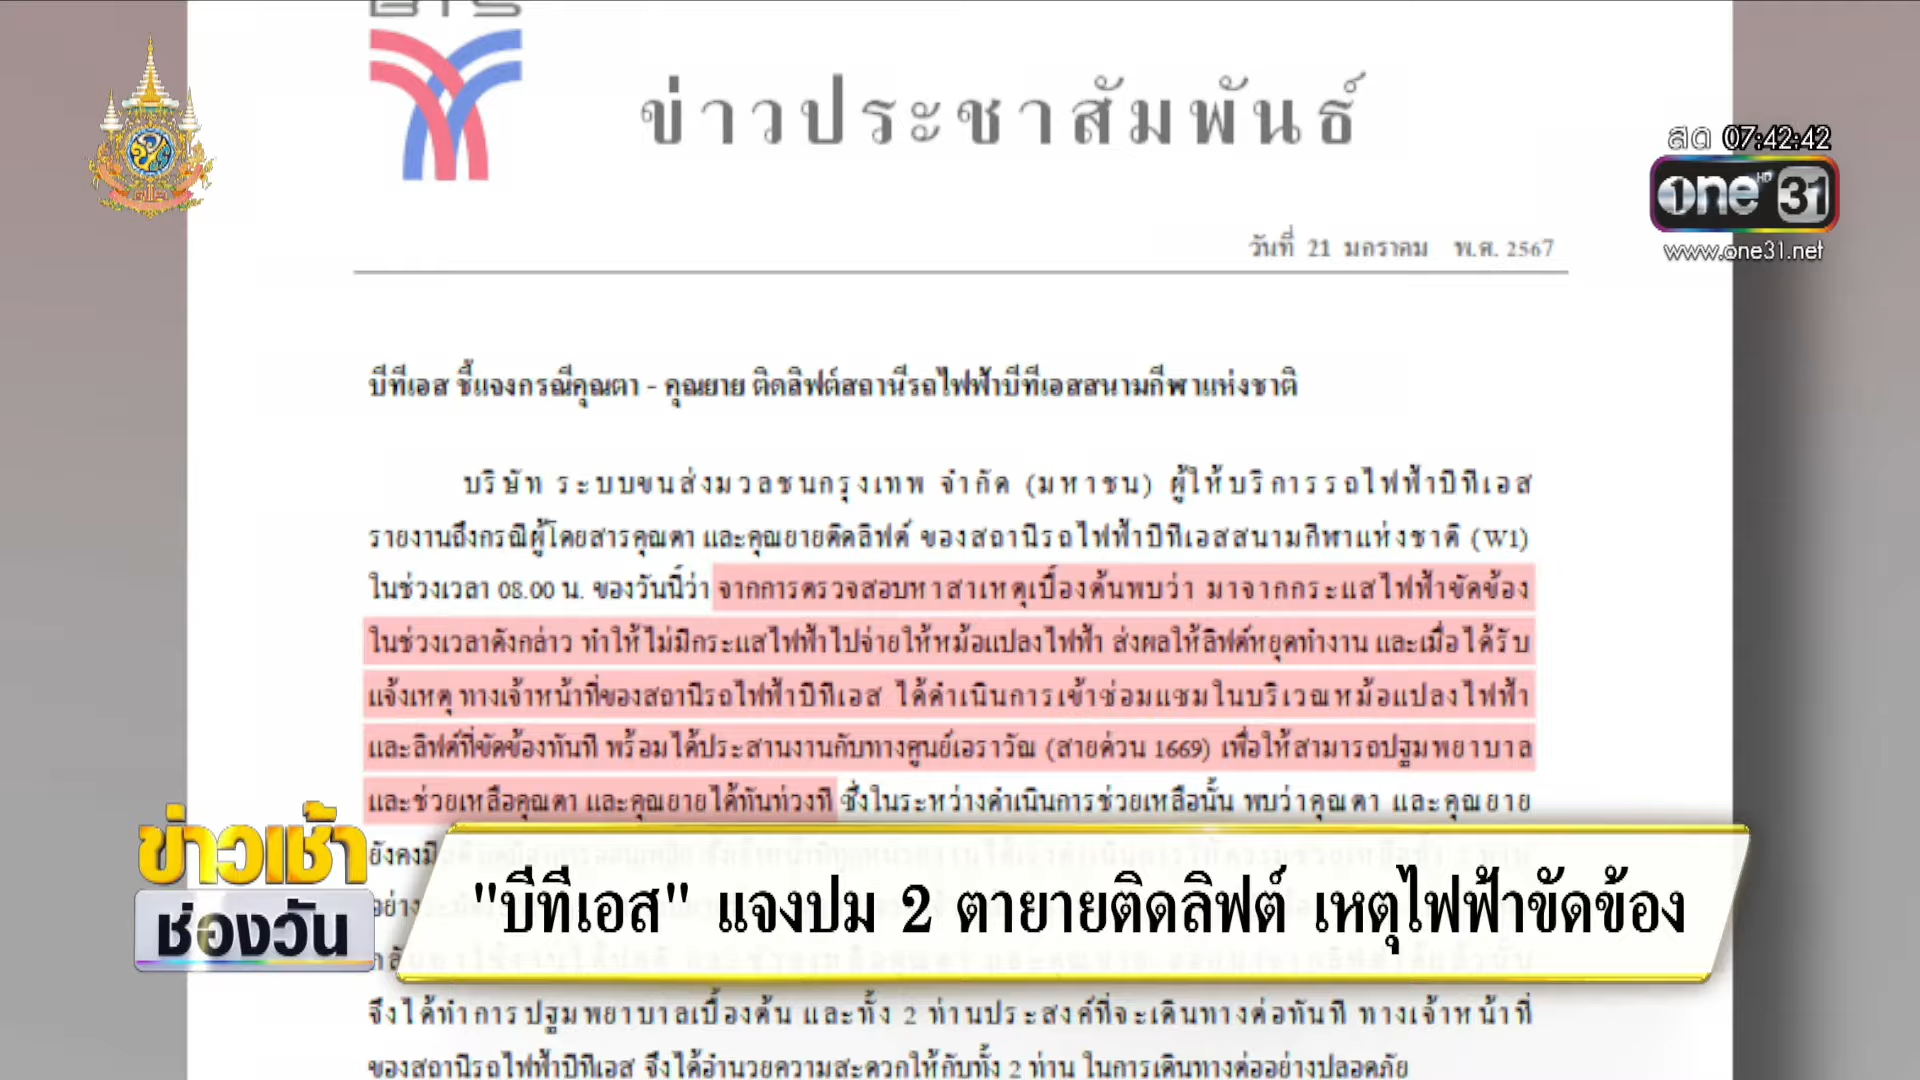 BTS
ข่าวประชาสัมพันธ์
สด 07:42:42
one HD 31
www.one31.net
วันที่ 21 มกราคม พ.ศ. 2567
บีทีเอส ชี้แจงกรณีคุณตา - คุณยาย ติดลิฟต์สถานีรถไฟฟ้าบีทีเอสสนามกีฬาแห่งชาติ
บริษัท ระบบขนส่งมวลชนกรุงเทพ จำกัด (มหาชน) ผู้ให้บริการรถไฟฟ้าบีทีเอส
รายงานถึงกรณีผู้โดยสารคุณตา และคุณยายติดลิฟต์ ของสถานีรถไฟฟ้าบีทีเอสสนามกีฬาแห่งชาติ (W1)
ในช่วงเวลา 08.00 น. ของวันนี้ว่า จากการตรวจสอบหาสาเหตุเบื้องต้นพบว่า มาจากกระแสไฟฟ้าขัดข้อง
ในช่วงเวลาดังกล่าว ทำให้ไม่มีกระแสไฟฟ้าไปจ่ายให้หม้อแปลงไฟฟ้า ส่งผลให้ลิฟต์หยุดทำงาน และเมื่อได้รับ
แจ้งเหตุ ทางเจ้าหน้าที่ของสถานีรถไฟฟ้าบีทีเอส ได้ดำเนินการเข้าซ่อมแซมในบริเวณหม้อแปลงไฟฟ้า
และลิฟต์ที่ขัดข้องทันที พร้อมได้ประสานงานกับทางศูนย์เอราวัณ (สายด่วน 1669) เพื่อให้สามารถปฐมพยาบาล
และช่วยเหลือคุณตา และคุณยายได้ทันท่วงที ซึ่งในระหว่างดำเนินการช่วยเหลือนั้น พบว่าคุณตา และคุณยาย
ยังคงมี
อย่าง
ข่าวเช้า
ช่องวัน
"บีทีเอส" แจงปม 2 ตายายติดลิฟต์ เหตุไฟฟ้าขัดข้อง
จึงได้ทำการปฐมพยาบาลเบื้องต้น และทั้ง 2 ท่านประสงค์ที่จะเดินทางต่อทันที ทางเจ้าหน้าที่
ของสถานีรถไฟฟ้าบีทีเอส จึงได้อำนวยความสะดวกให้กับทั้ง 2 ท่าน ในการเดินทางต่ออย่างปลอดภัย